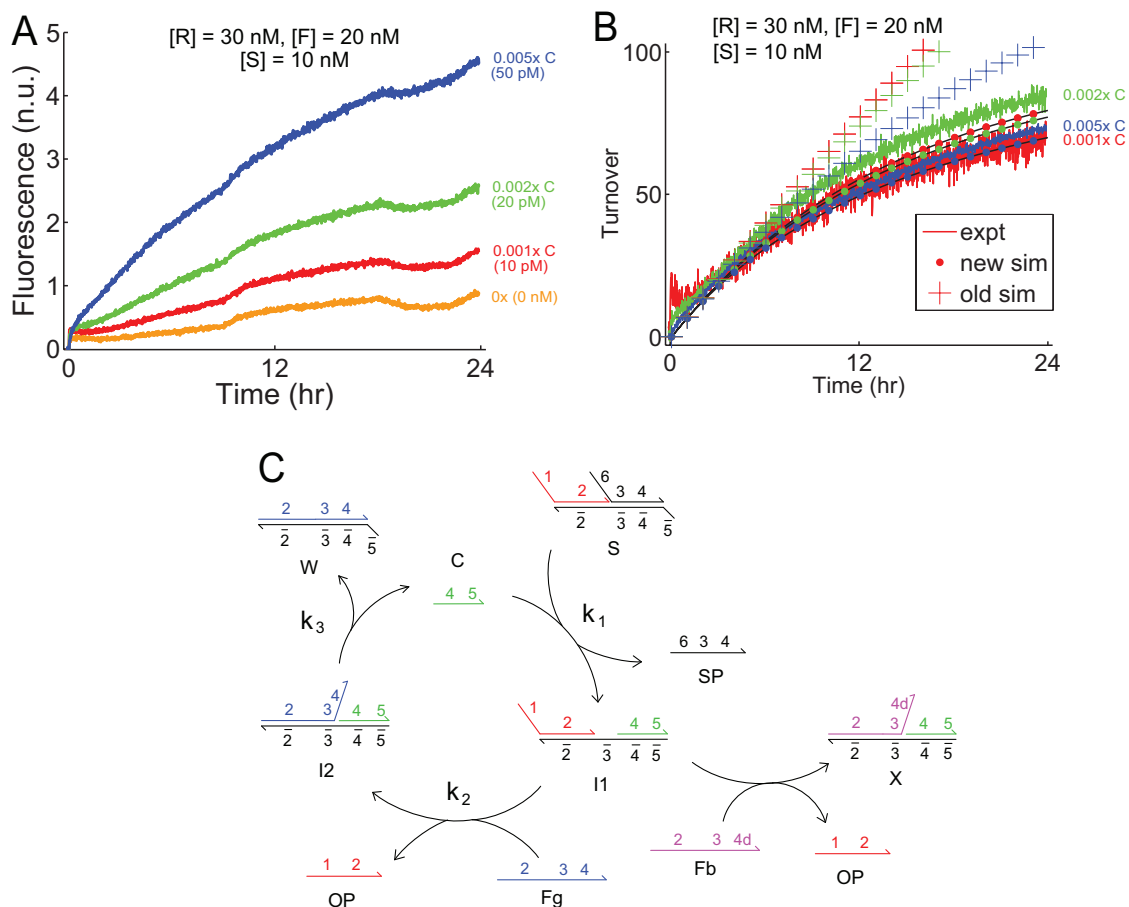 A
[R] = 30 nM, [F] = 20 nM
[S] = 10 nM
Fluorescence (n.u.)
5
4
3
2
1
0
0.005x C
(50 pM)
0.002x C
(20 pM)
0.001x C
(10 pM)
0x (0 nM)
0 12 24
Time (hr)
B
[R] = 30 nM, [F] = 20 nM
[S] = 10 nM
Turnover
100
50
0
0.002x C
0.005x C
0.001x C
expt
new sim
old sim
0 12 24
Time (hr)
C
1 2 6 3 4
2̅ 3̅ 4̅ 5̅
S
2 3 4
2̅ 3̅ 4̅ 5̅
W
C
4 5
k3
k1
6 3 4
SP
2 3 4 4 5
2̅ 3̅ 4̅ 5̅
I2
1 2 4 5
2̅ 3̅ 4̅ 5̅
I1
2 3 4d 4 5
2̅ 3̅ 4̅ 5̅
X
k2
1 2
OP
2 3 4
Fg
2 3 4d
Fb
1 2
OP